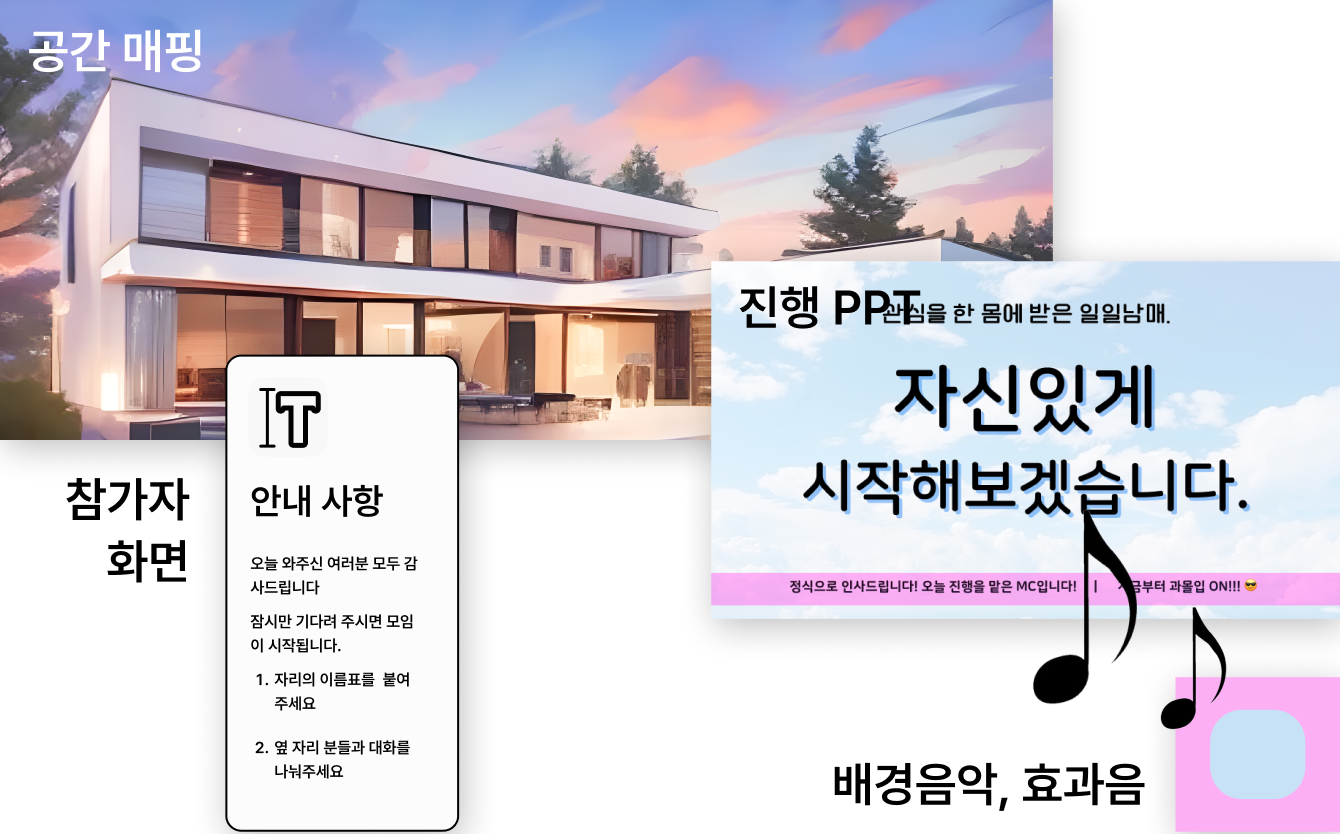 공간 매핑
진행 PPT
관심을 한 몸에 받은 일일남매.
자신있게
시작해보겠습니다.
정식으로 인사드립니다! 오늘 진행을 맡은 MC입니다! | 지금부터 과몰입 ON!!! 😎
참가자
화면
T
안내 사항
오늘 와주신 여러분 모두 감
사드립니다
잠시만 기다려 주시면 모임
이 시작됩니다.
1. 자리의 이름표를 붙여
주세요
2. 옆 자리 분들과 대화를
나눠주세요
배경음악, 효과음